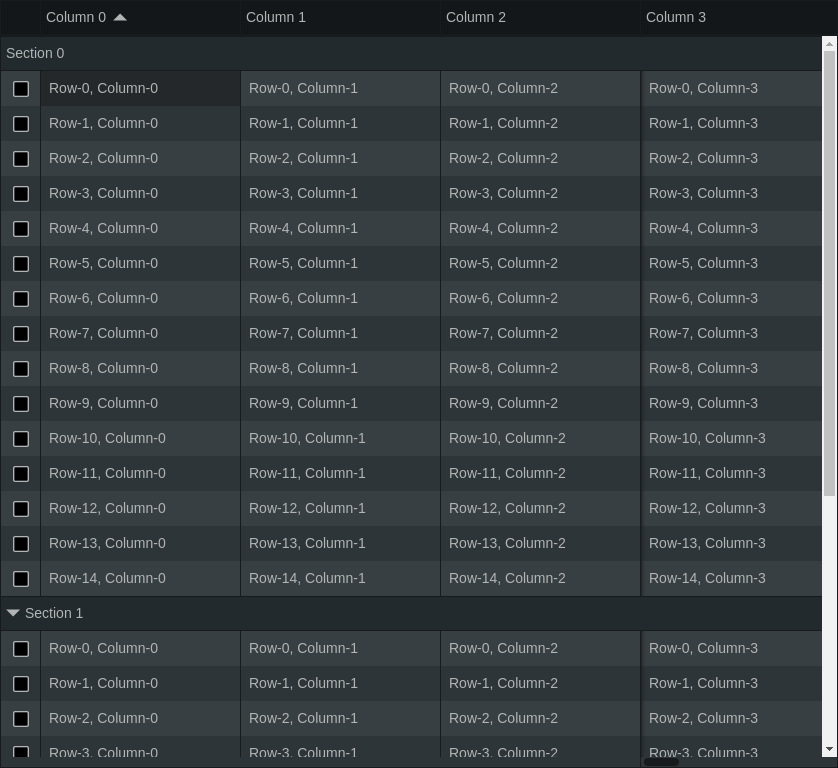 Column 0 Column 1 Column 2 Column 3
Section 0
Row-0, Column-0 Row-0, Column-1 Row-0, Column-2 Row-0, Column-3
Row-1, Column-0 Row-1, Column-1 Row-1, Column-2 Row-1, Column-3
Row-2, Column-0 Row-2, Column-1 Row-2, Column-2 Row-2, Column-3
Row-3, Column-0 Row-3, Column-1 Row-3, Column-2 Row-3, Column-3
Row-4, Column-0 Row-4, Column-1 Row-4, Column-2 Row-4, Column-3
Row-5, Column-0 Row-5, Column-1 Row-5, Column-2 Row-5, Column-3
Row-6, Column-0 Row-6, Column-1 Row-6, Column-2 Row-6, Column-3
Row-7, Column-0 Row-7, Column-1 Row-7, Column-2 Row-7, Column-3
Row-8, Column-0 Row-8, Column-1 Row-8, Column-2 Row-8, Column-3
Row-9, Column-0 Row-9, Column-1 Row-9, Column-2 Row-9, Column-3
Row-10, Column-0 Row-10, Column-1 Row-10, Column-2 Row-10, Column-3
Row-11, Column-0 Row-11, Column-1 Row-11, Column-2 Row-11, Column-3
Row-12, Column-0 Row-12, Column-1 Row-12, Column-2 Row-12, Column-3
Row-13, Column-0 Row-13, Column-1 Row-13, Column-2 Row-13, Column-3
Row-14, Column-0 Row-14, Column-1 Row-14, Column-2 Row-14, Column-3
Section 1
Row-0, Column-0 Row-0, Column-1 Row-0, Column-2 Row-0, Column-3
Row-1, Column-0 Row-1, Column-1 Row-1, Column-2 Row-1, Column-3
Row-2, Column-0 Row-2, Column-1 Row-2, Column-2 Row-2, Column-3
Row-3, Column-0 Row-3, Column-1 Row-3, Column-2 Row-3, Column-3